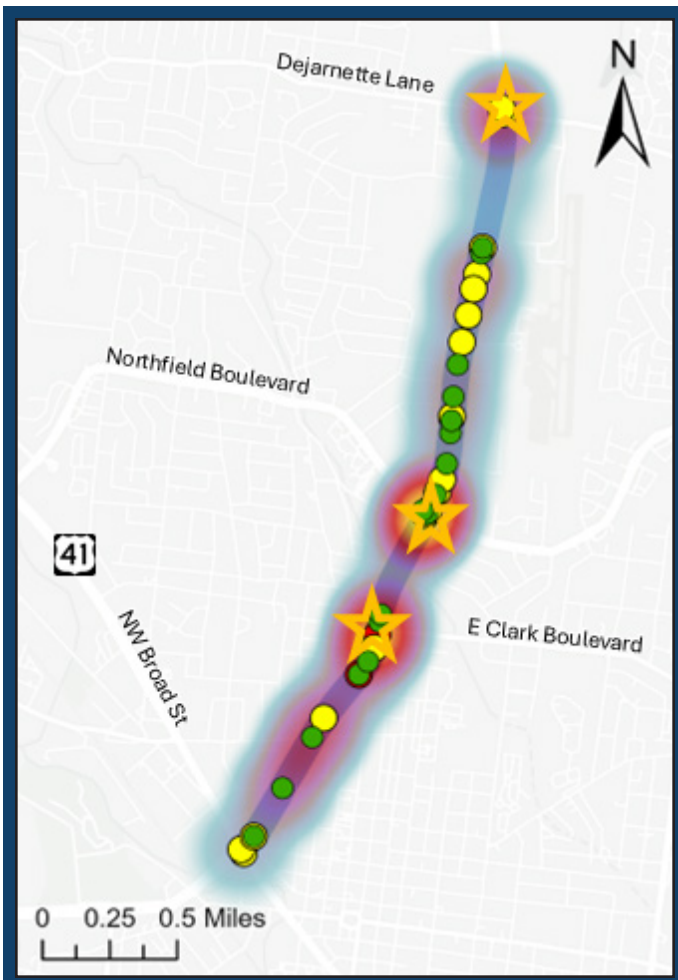 Dejarnette Lane
N
Northfield Boulevard
41
E Clark Boulevard
NW Broad St
0 0.25 0.5 Miles